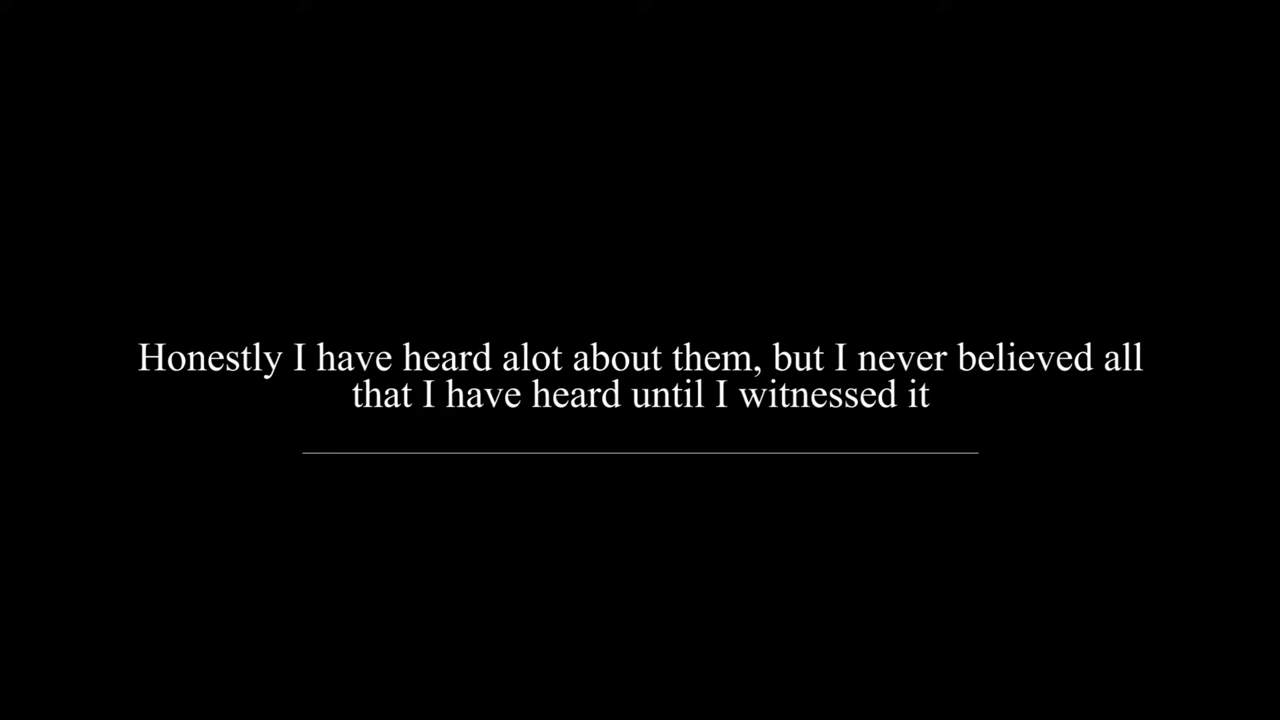 Honestly I have heard alot about them, but I never believed all
that I have heard until I witnessed it